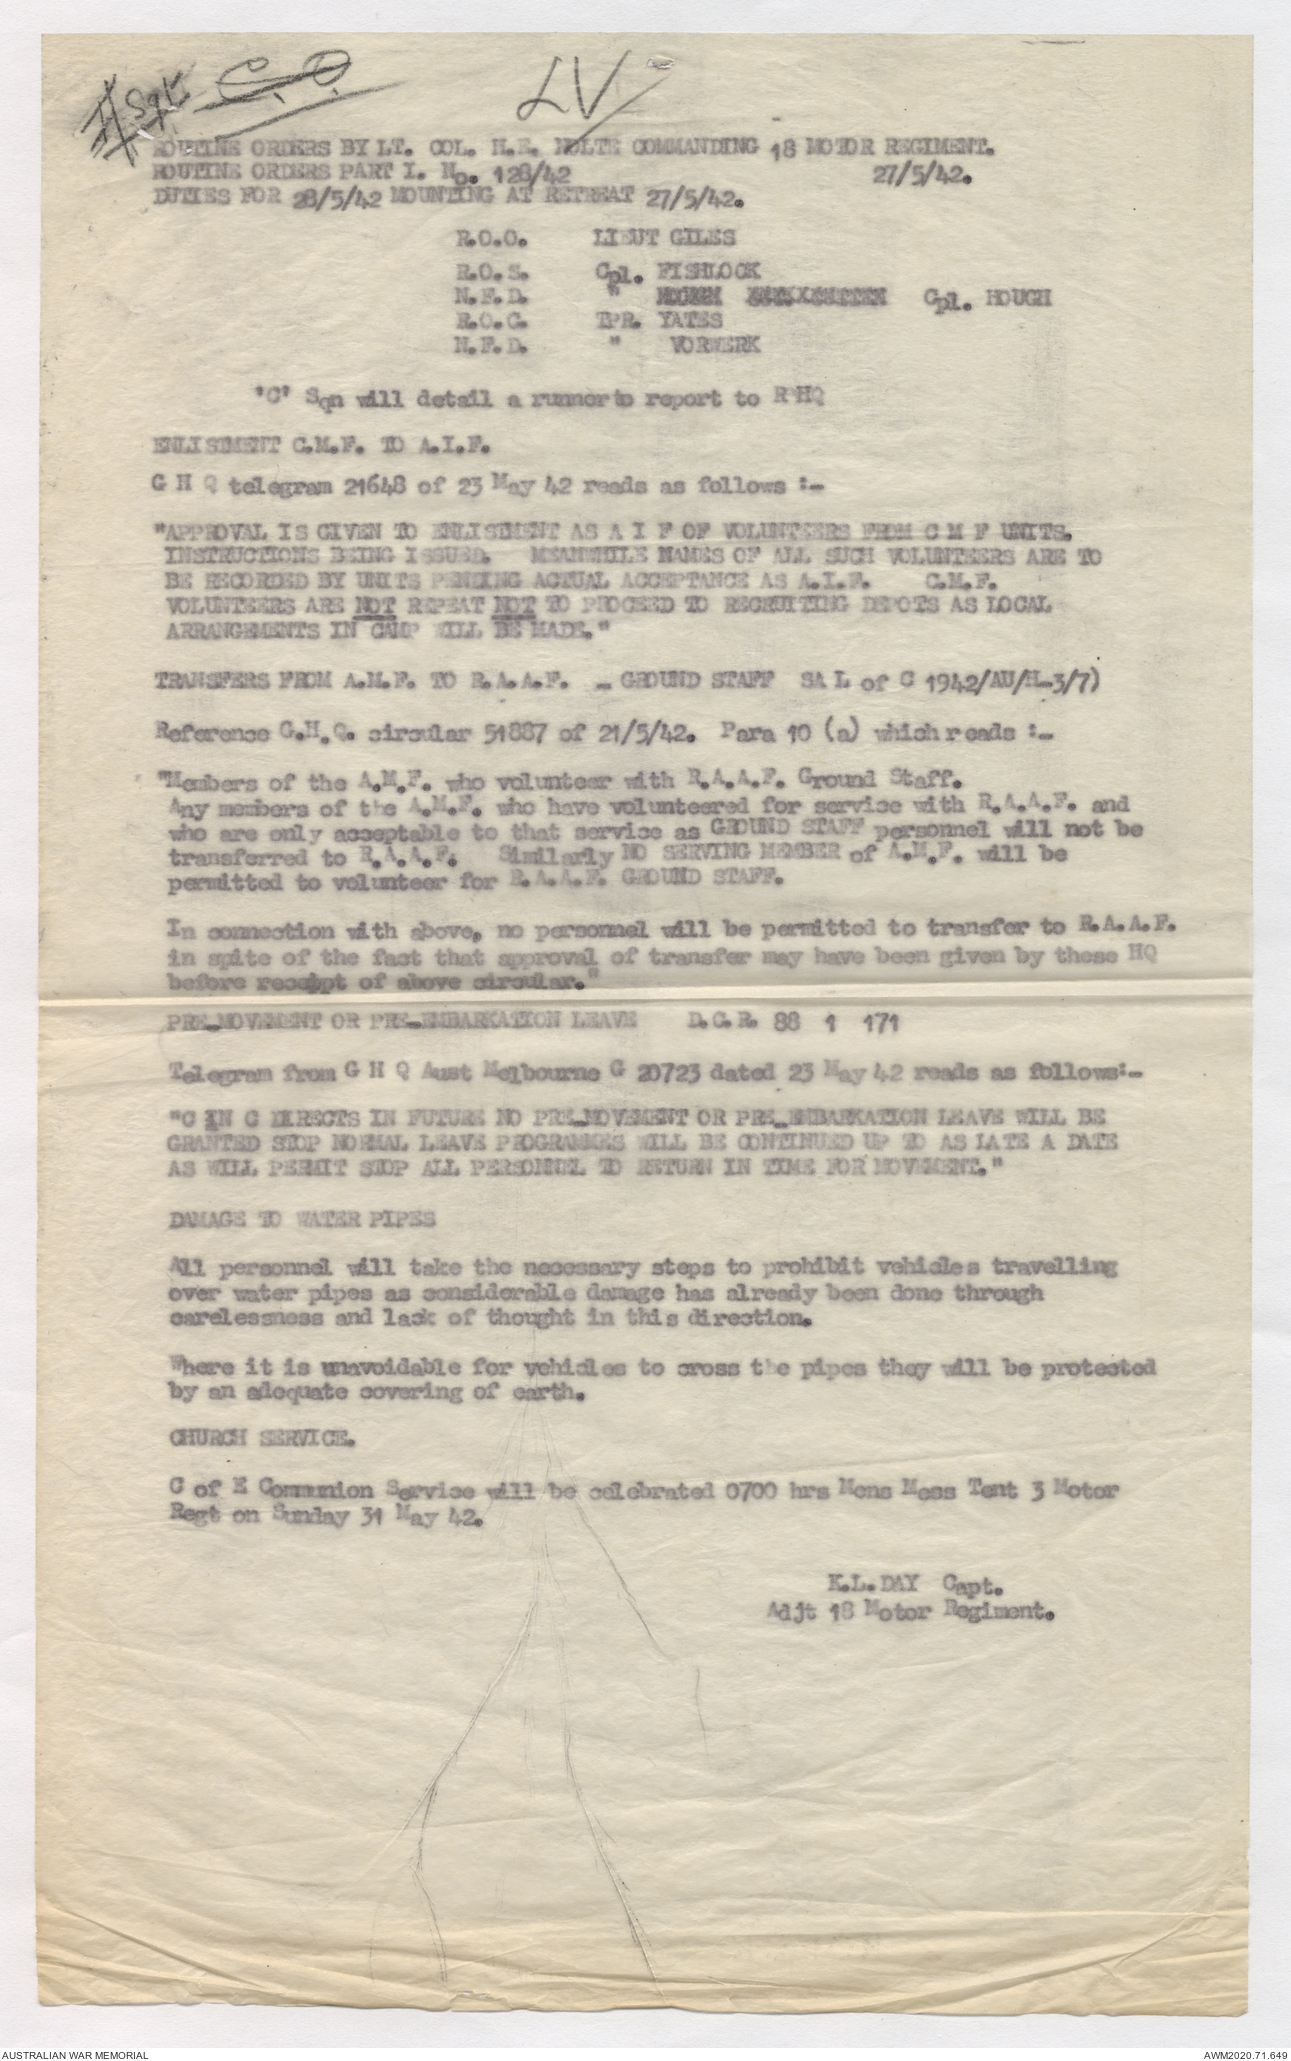 C.O.
LV
ROUTINE ORDERS BY LT. COL. H.E. NOLTE COMMANDING 18 MOTOR REGIMENT.
ROUTINE ORDERS PART I. No. 128/42 27/5/42.
DUTIES FOR 28/5/42 MOUNTING AT RETREAT 27/5/42.
R.O.O. LIEUT GILES
R.O.S. Cpl. FISHLOCK
N.F.D. " Cpl. HOUGH
R.O.C. TPR. YATES
N.F.D. " VORWERK
'C' Sqn will detail a runnerto report to RHQ
ENLISTMENT C.M.F. TO A.I.F.
G H Q telegram 21648 of 23 May 42 reads as follows :-
"APPROVAL IS GIVEN TO ENLISTMENT AS A I F OF VOLUNTEERS FROM C M F UNITS.
INSTRUCTIONS BEING ISSUED. MEANWHILE NAMES OF ALL SUCH VOLUNTEERS ARE TO
BE RECORDED BY UNITS PENDING ACTUAL ACCEPTANCE AS A.I.F. C.M.F.
VOLUNTEERS ARE NOT REPEAT NOT TO PROCEED TO RECRUITING DEPOTS AS LOCAL
ARRANGEMENTS IN CAMP WILL BE MADE."
TRANSFERS FROM A.M.F. TO R.A.A.F. - GROUND STAFF SA L of C 1942/AU/H-3/7)
Reference G.H.Q. circular 51887 of 21/5/42. Para 10 (a) which reads :-
"Members of the A.M.F. who volunteer with R.A.A.F. Ground Staff.
Any members of the A.M.F. who have volunteered for service with R.A.A.F. and
who are only acceptable to that service as GROUND STAFF personnel will not be
transferred to R.A.A.F. Similarly NO SERVING MEMBER of A.M.F. will be
permitted to volunteer for R.A.A.F. GROUND STAFF.
In connection with above, no personnel will be permitted to transfer to R.A.A.F.
in spite of the fact that approval of transfer may have been given by these HQ
before receipt of above circular."
PRE-MOVEMENT OR PRE-EMBARKATION LEAVE D.C.R. 88 1 171
Telegram from G H Q Aust Melbourne G 20723 dated 23 May 42 reads as follows:-
"C IN C DIRECTS IN FUTURE NO PRE-MOVEMENT OR PRE-EMBARKATION LEAVE WILL BE
GRANTED STOP NORMAL LEAVE PROGRAMMES WILL BE CONTINUED UP TO AS LATE A DATE
AS WILL PERMIT STOP ALL PERSONNEL TO RETURN IN TIME FOR MOVEMENT."
DAMAGE TO WATER PIPES
All personnel will take the necessary steps to prohibit vehicles travelling
over water pipes as considerable damage has already been done through
carelessness and lack of thought in this direction.
Where it is unavoidable for vehicles to cross the pipes they will be protected
by an adequate covering of earth.
CHURCH SERVICE.
C of E Communion Service will be celebrated 0700 hrs Mens Mess Tent 3 Motor
Regt on Sunday 31 May 42.
K.L.DAY Capt.
Adjt 18 Motor Regiment.
AUSTRALIAN WAR MEMORIAL AWM2020.71.649